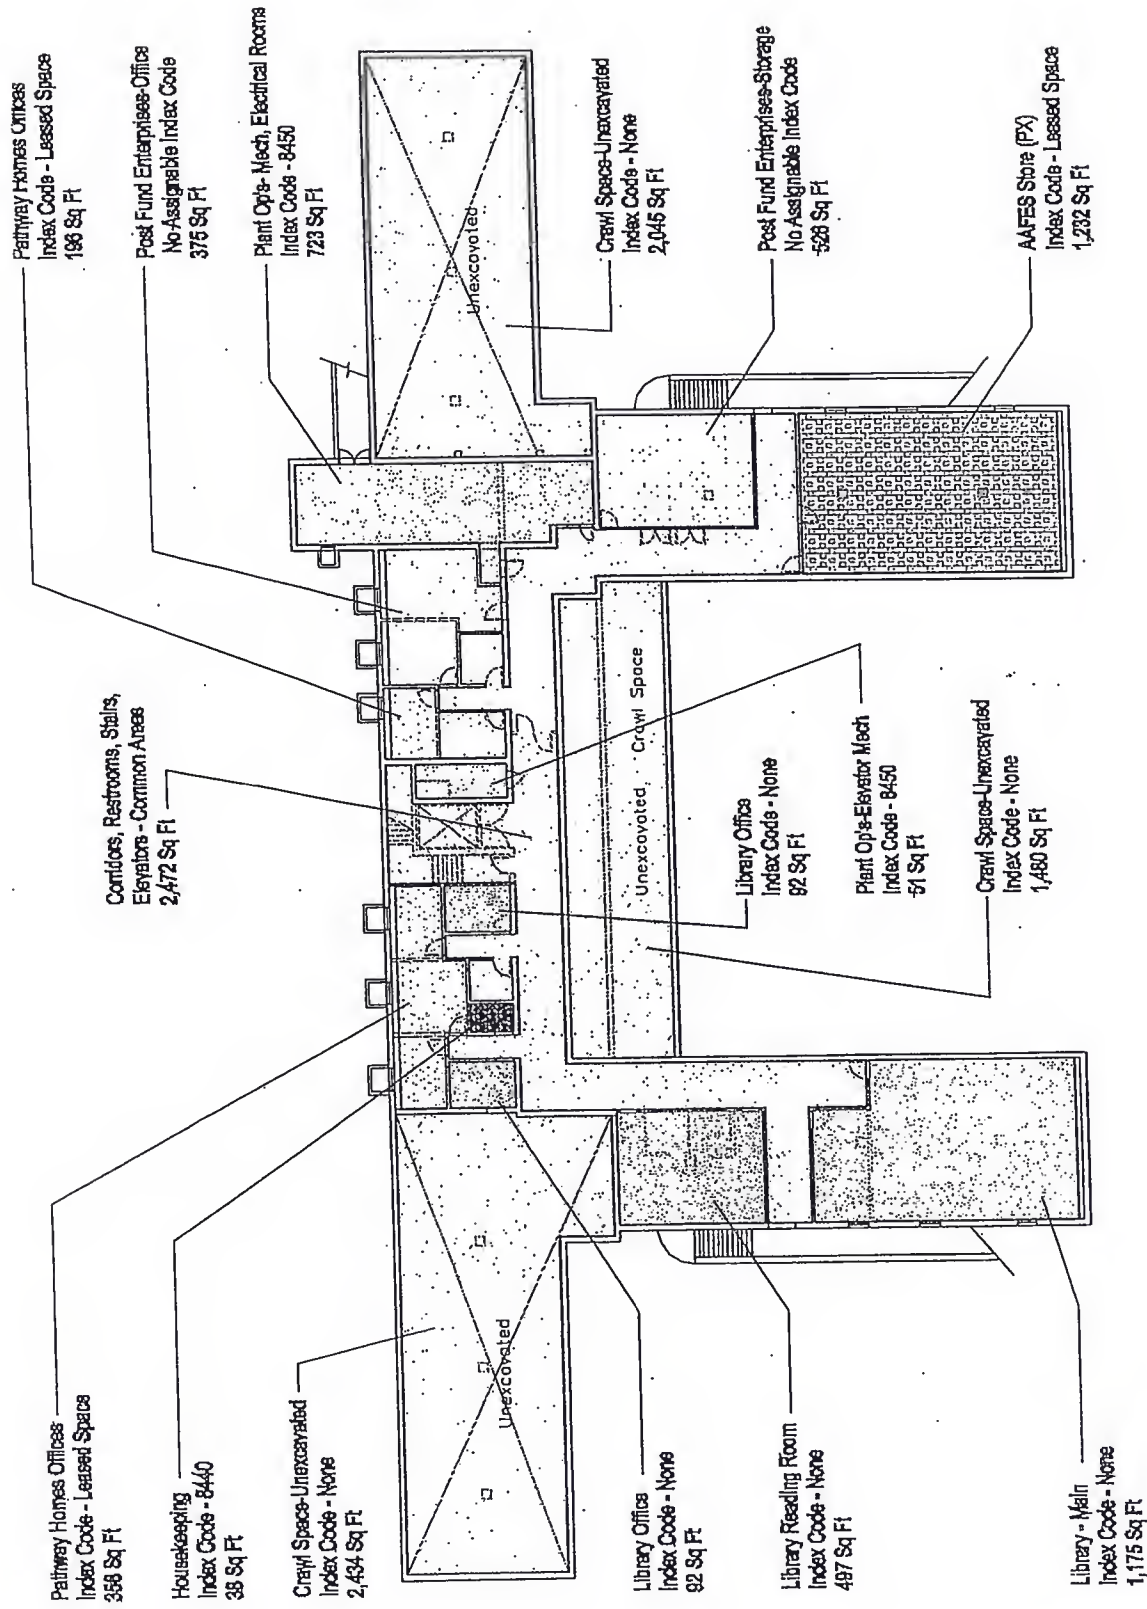 Pathway Homes Offices
Index Code - Leased Space
196 Sq Ft
Post Fund Enterprises-Office
No Assignable Index Code
375 Sq Ft
Plant Op's- Mech, Electrical Rooms
Index Code - 8450
723 Sq Ft
Corridors, Restrooms, Stairs,
Elevators - Common Areas
2,472 Sq Ft
Pathway Homes Offices
Index Code - Leased Space
Sq Ft
Housekeeping
Index Code - 8440
38 Sq Ft
Crawl Space-Unexcavated
Index Code - None
2,434 Sq Ft
Unexcavated
Unexcavated
Unexcavated Crawl Space
Crawl Space-Unexcavated
Index Code - None
2,045 Sq Ft
Post Fund Enterprises-Storage
No Assignable Index Code
Sq Ft
AAFES Store (PX)
Index Code - Leased Space
1,232 Sq Ft
Library Office
Index Code - None
92 Sq Ft
Plant Op's-Elevator Mech
Index Code - 8450
51 Sq Ft
Crawl Space-Unexcavated
Index Code - None
1,480 Sq Ft
Library Office
Index Code - None
92 Sq Ft
Library Reading Room
Index Code - None
497 Sq Ft
Library - Main
Index Code - None
1,175 Sq Ft